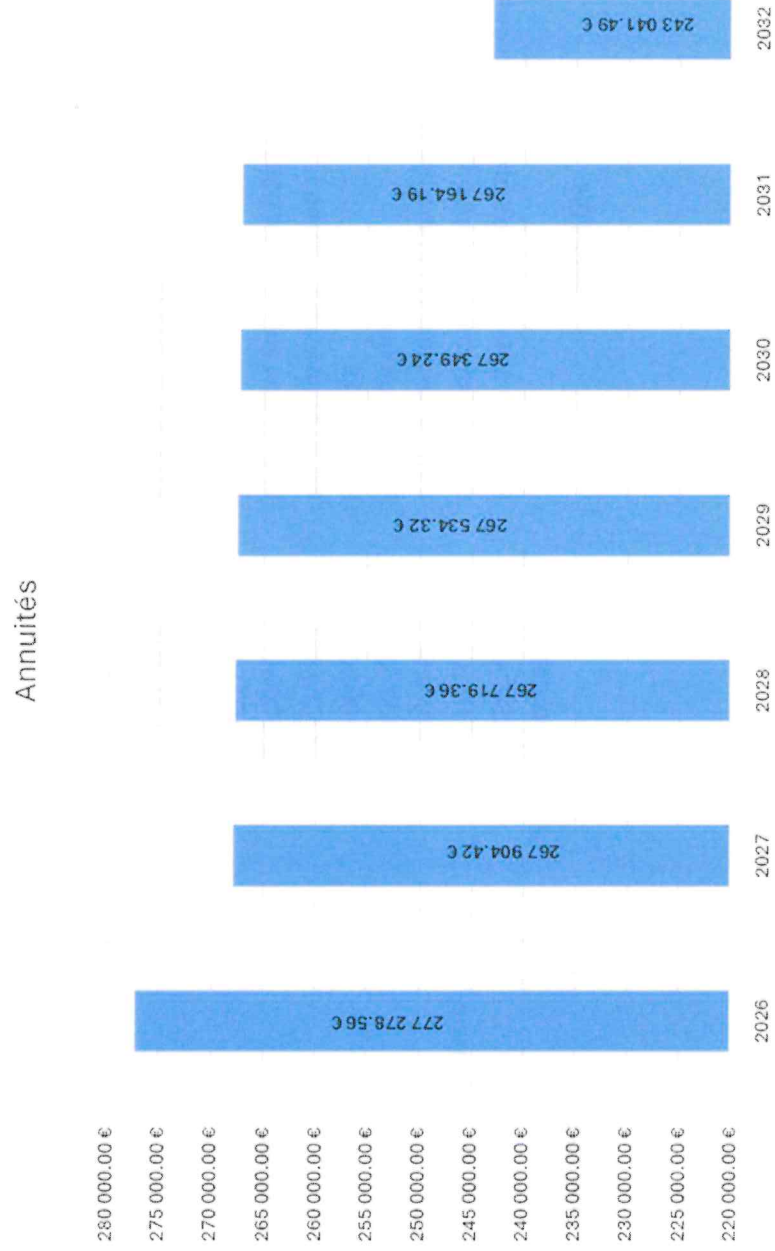 Annuités
280 000.00 €
275 000.00 €
270 000.00 €
265 000.00 €
260 000.00 €
255 000.00 €
250 000.00 €
245 000.00 €
240 000.00 €
235 000.00 €
230 000.00 €
225 000.00 €
220 000.00 €
277 278.56 €
267 904.42 €
267 719.36 €
267 534.32 €
267 349.24 €
267 164.19 €
243 041.49 €
2026
2027
2028
2029
2030
2031
2032